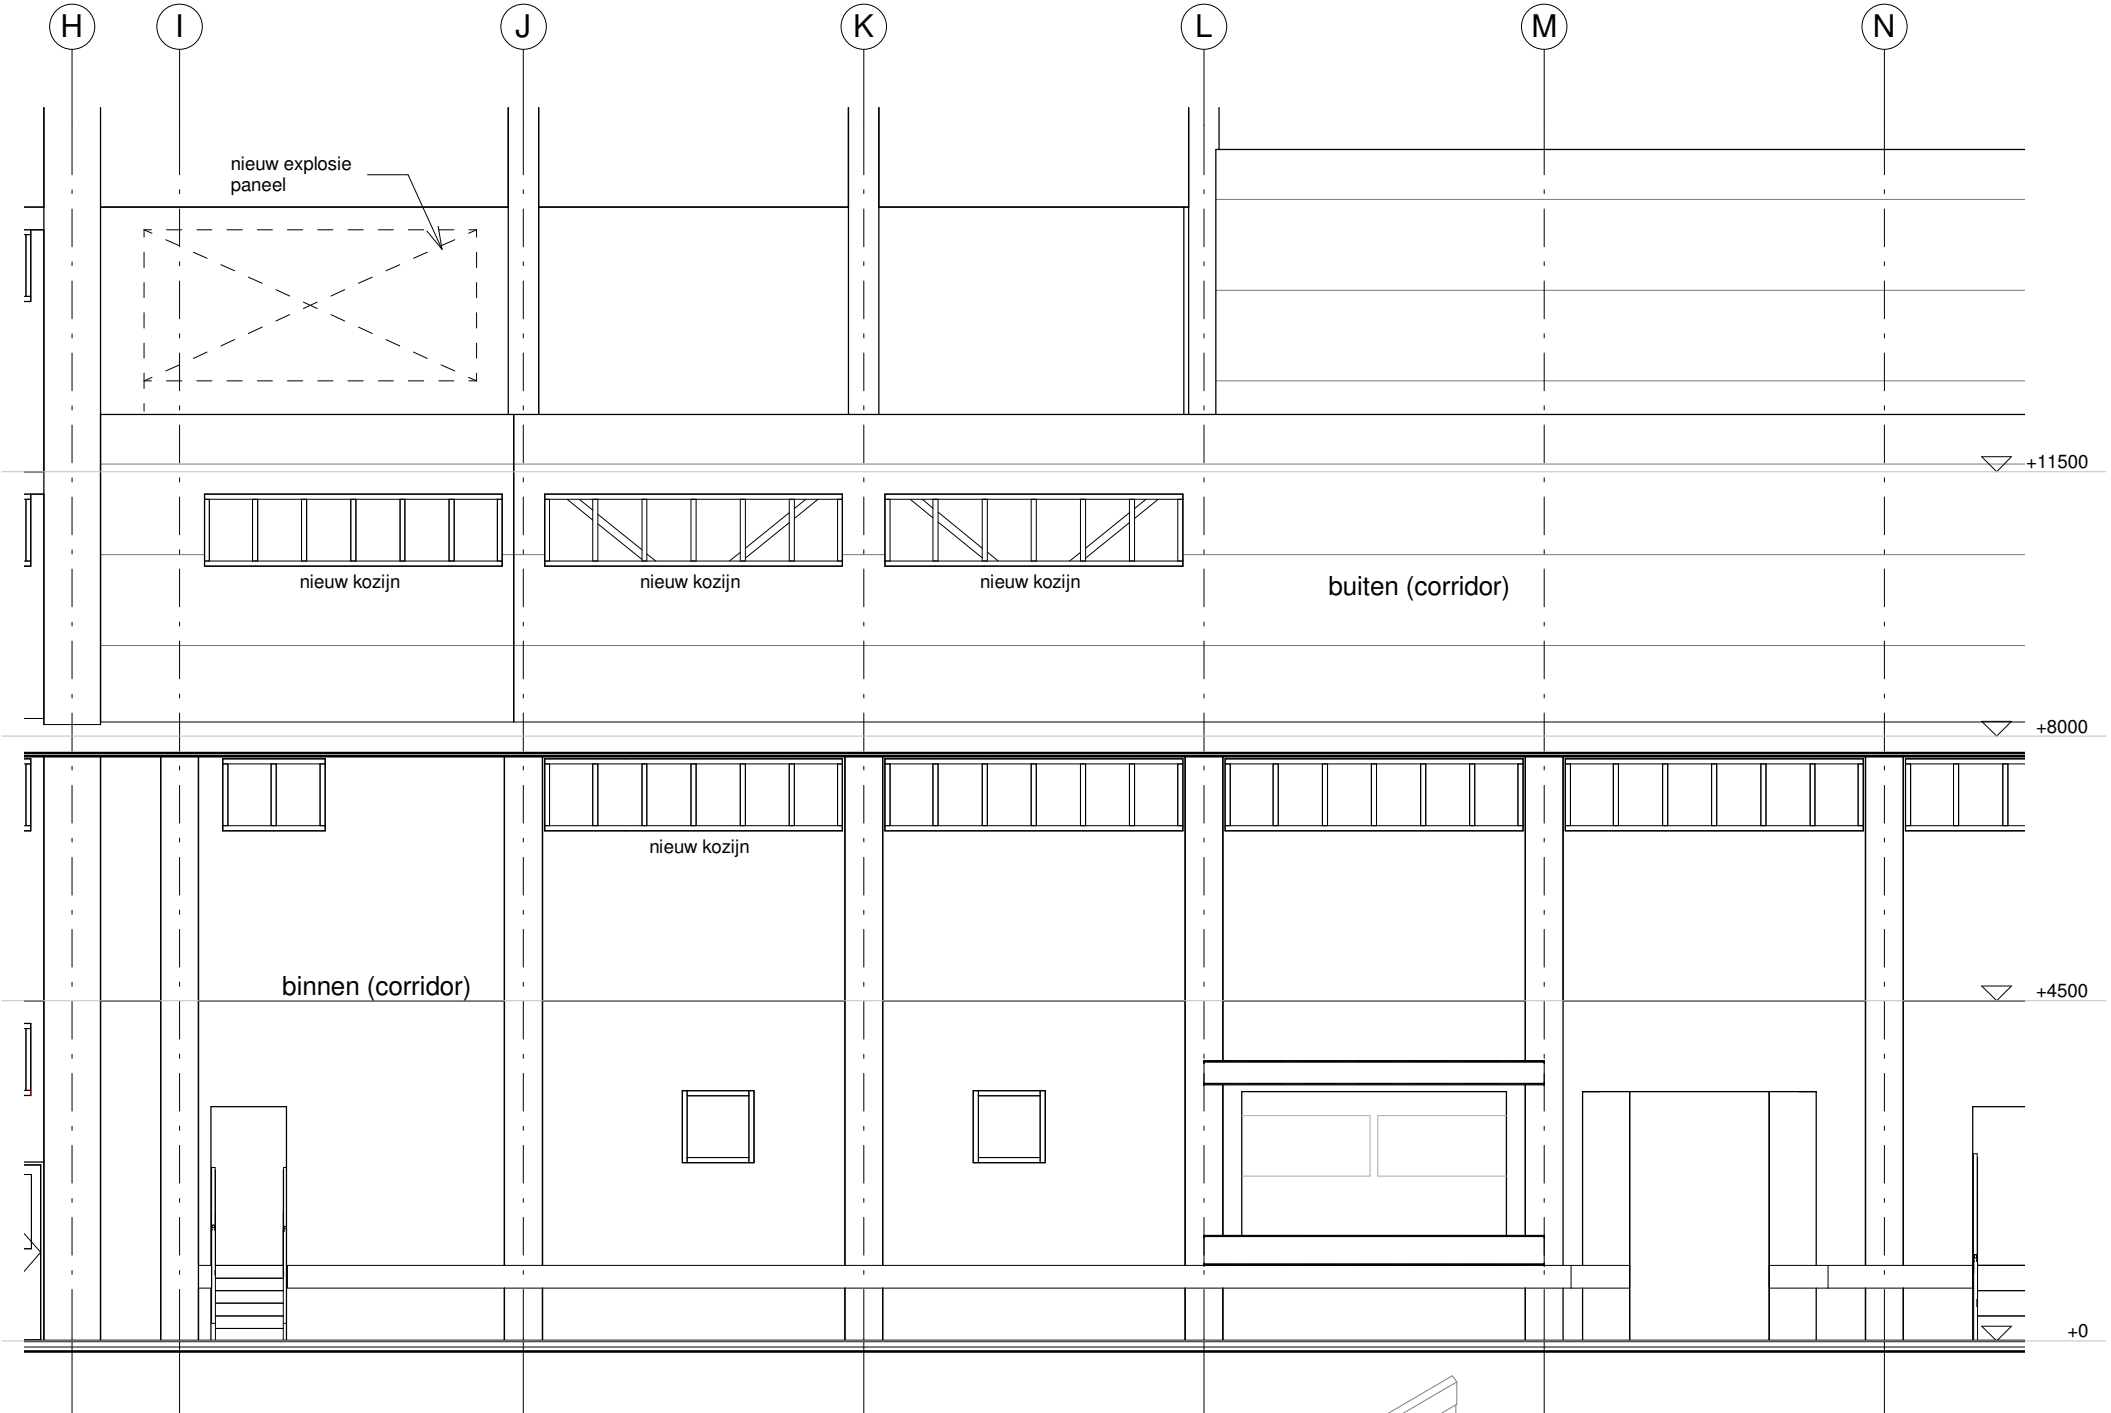 H I J K L M N
nieuw explosie
paneel
+11500
nieuw kozijn nieuw kozijn nieuw kozijn
buiten (corridor)
+8000
nieuw kozijn
binnen (corridor)
+4500
+0